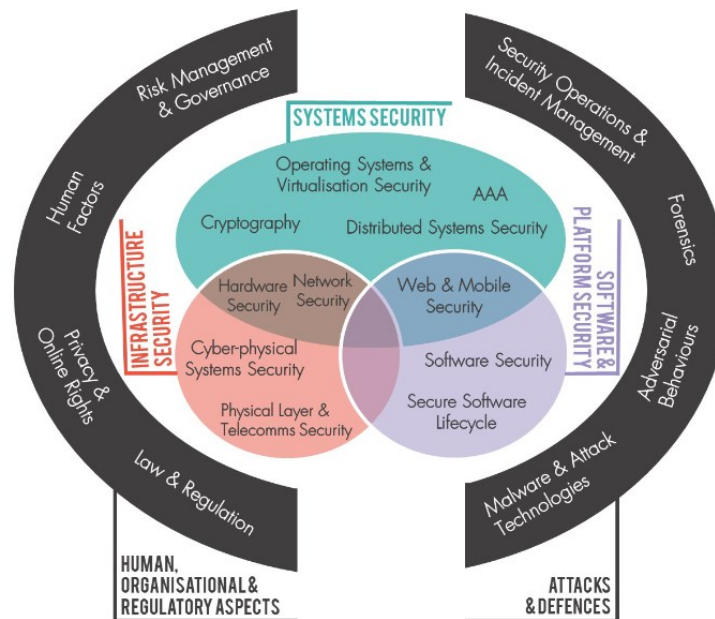 Risk Management
& Governance
Human
Factors
Privacy &
Online Rights
Law & Regulation
HUMAN,
ORGANISATIONAL &
REGULATORY ASPECTS
SYSTEMS SECURITY
Operating Systems &
Virtualisation Security
AAA
Cryptography
Distributed Systems Security
INFRASTRUCTURE
SECURITY
Hardware
Security
Network
Security
Web & Mobile
Security
Cyber-physical
Systems Security
Physical Layer &
Telecomms Security
Software Security
Secure Software
Lifecycle
SOFTWARE &
PLATFORM SECURITY
Security Operations &
Incident Management
Forensics
Adversarial
Behaviours
Malware & Attack
Technologies
ATTACKS
& DEFENCES